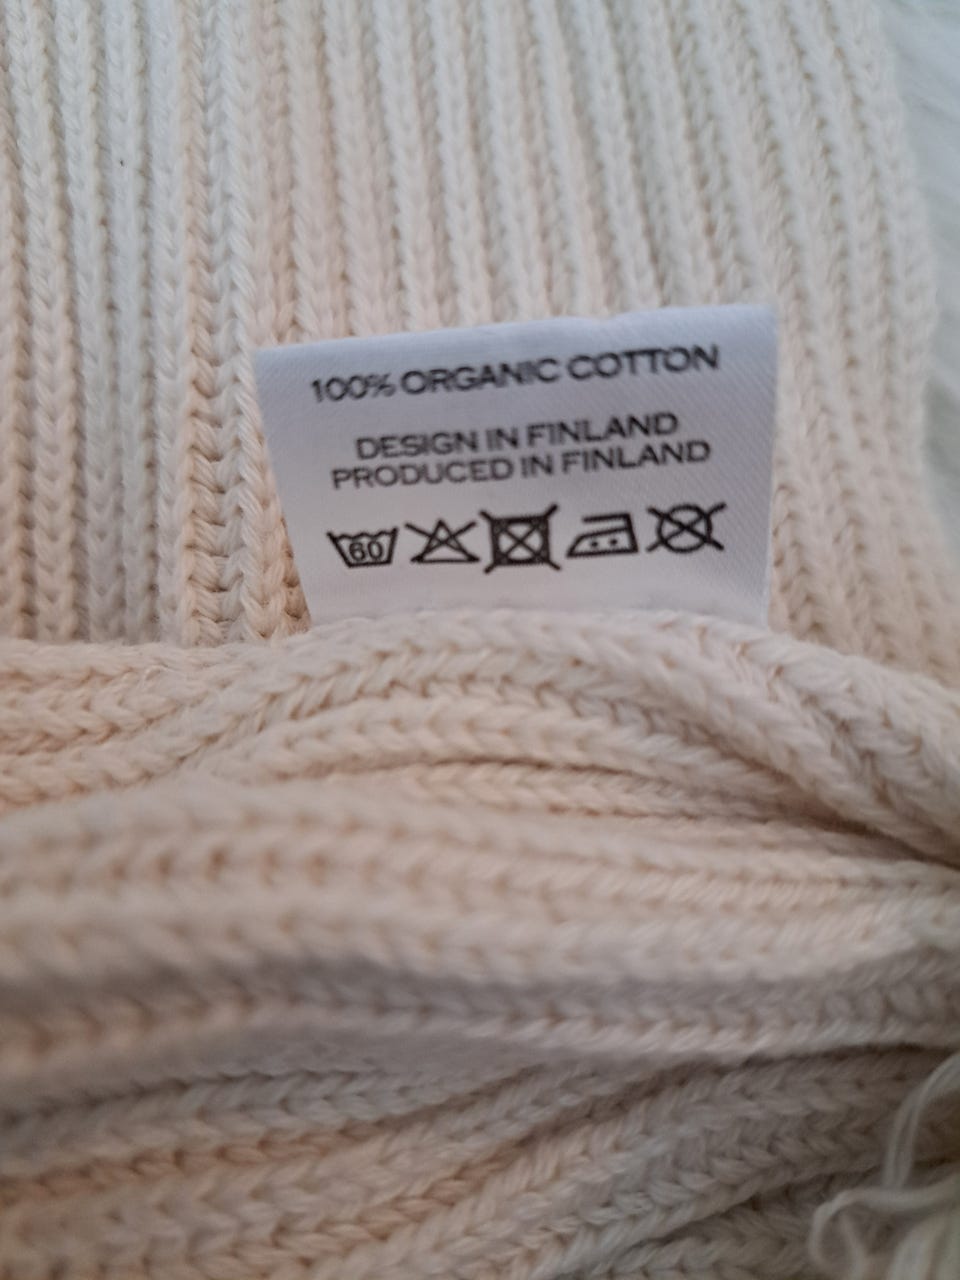 100% ORGANIC COTTON
DESIGN IN FINLAND
PRODUCED IN FINLAND
60